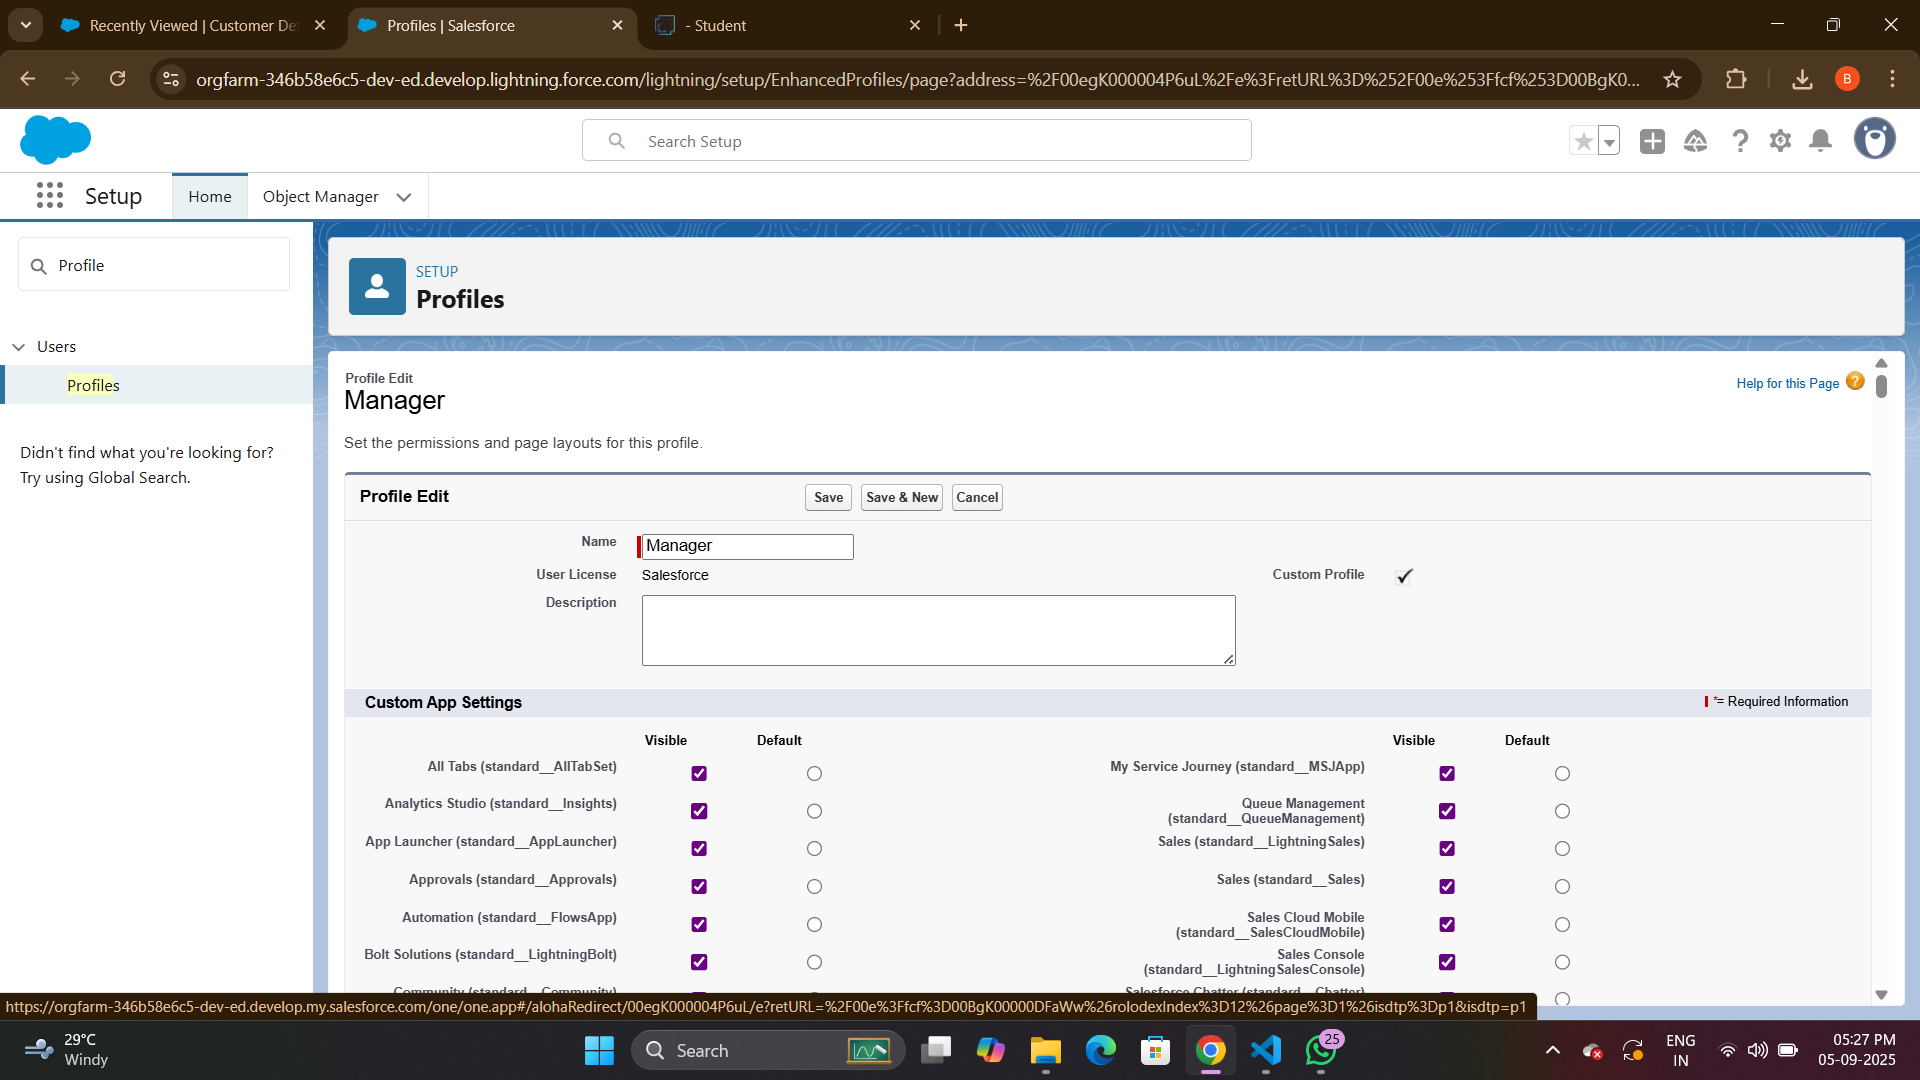 Recently Viewed | Customer De
Profiles | Salesforce
- Student
orgfarm-346b58e6c5-dev-ed.develop.lightning.force.com/lightning/setup/EnhancedProfiles/page?address=%2F00egK000004P6uL%2Fe%3FretURL%3D%252F00e%253Ffcf%253D00BgK0...
B
Search Setup
Setup
Home
Object Manager
Profile
Users
Profiles
Didn't find what you're looking for?
Try using Global Search.
SETUP
Profiles
Profile Edit
Manager
Help for this Page
Set the permissions and page layouts for this profile.
Profile Edit
Save
Save & New
Cancel
Name
Manager
User License
Salesforce
Custom Profile
Description
Custom App Settings
*= Required Information
Visible Default Visible Default
All Tabs (standard__AllTabSet)
My Service Journey (standard__MSJApp)
Analytics Studio (standard__Insights)
Queue Management
(standard__QueueManagement)
App Launcher (standard__AppLauncher)
Sales (standard__LightningSales)
Approvals (standard__Approvals)
Sales (standard__Sales)
Automation (standard__FlowsApp)
Sales Cloud Mobile
(standard__SalesCloudMobile)
Bolt Solutions (standard__LightningBolt)
Sales Console
(standard__LightningSalesConsole)
Community (standard__Community)
Salesforce Chatter (standard__Chatter)
https://orgfarm-346b58e6c5-dev-ed.develop.my.salesforce.com/one/one.app#/alohaRedirect/00egK000004P6uL/e?retURL=%2F00e%3Ffcf%3D00BgK00000DFaWw%26rolodexIndex%3D12%26page%3D1%26isdtp%3Dp1&isdtp=p1
29°C
Windy
Search
25
ENG
IN
05:27 PM
05-09-2025